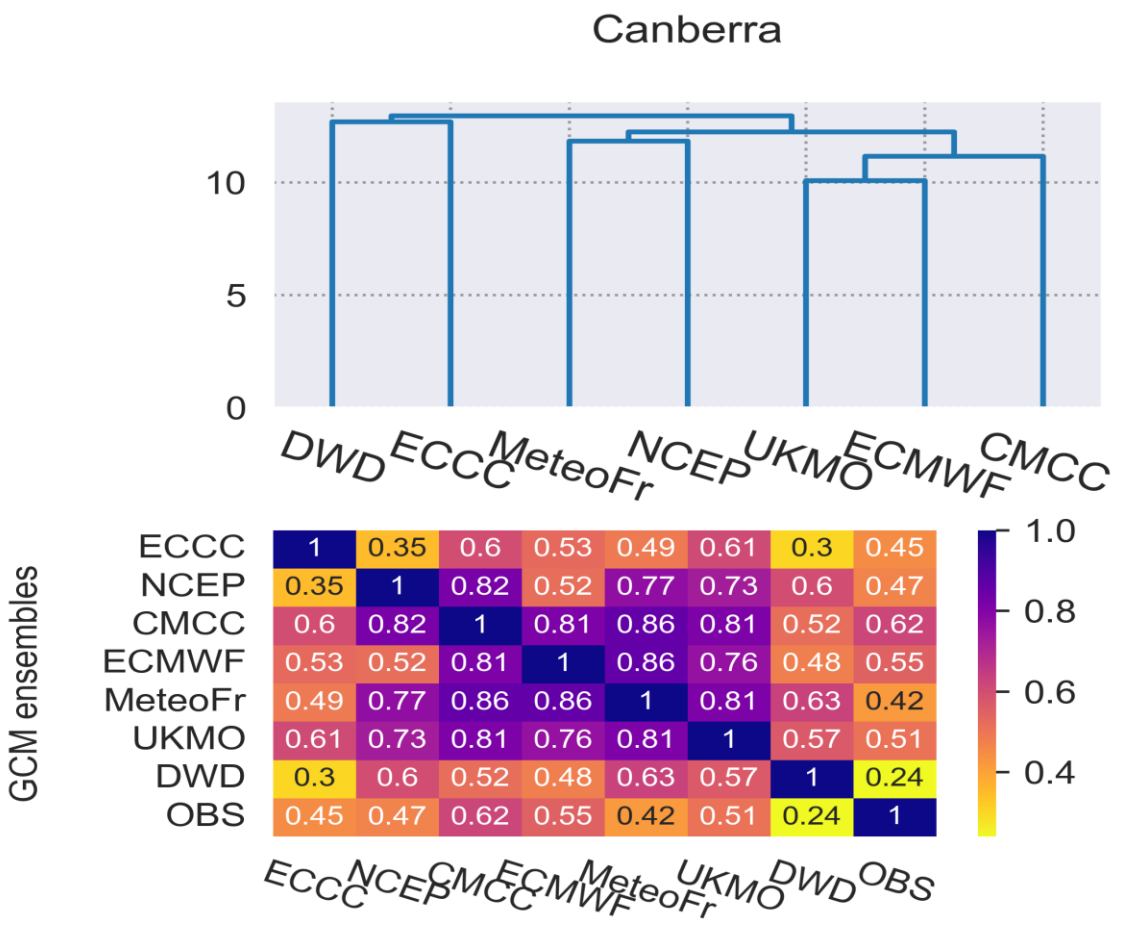 Canberra
10
5
0
DWD ECCC MeteoFr NCEP UKMO ECMWF CMCC
GCM ensembles
ECCC 1 0.35 0.6 0.53 0.49 0.61 0.3 0.45
NCEP 0.35 1 0.82 0.52 0.77 0.73 0.6 0.47
CMCC 0.6 0.82 1 0.81 0.86 0.81 0.52 0.62
ECMWF 0.53 0.52 0.81 1 0.86 0.76 0.48 0.55
MeteoFr 0.49 0.77 0.86 0.86 1 0.81 0.63 0.42
UKMO 0.61 0.73 0.81 0.76 0.81 1 0.57 0.51
DWD 0.3 0.6 0.52 0.48 0.63 0.57 1 0.24
OBS 0.45 0.47 0.62 0.55 0.42 0.51 0.24 1
ECCC NCEP CMCC ECMWF MeteoFr UKMO DWD OBS
1.0
0.8
0.6
0.4